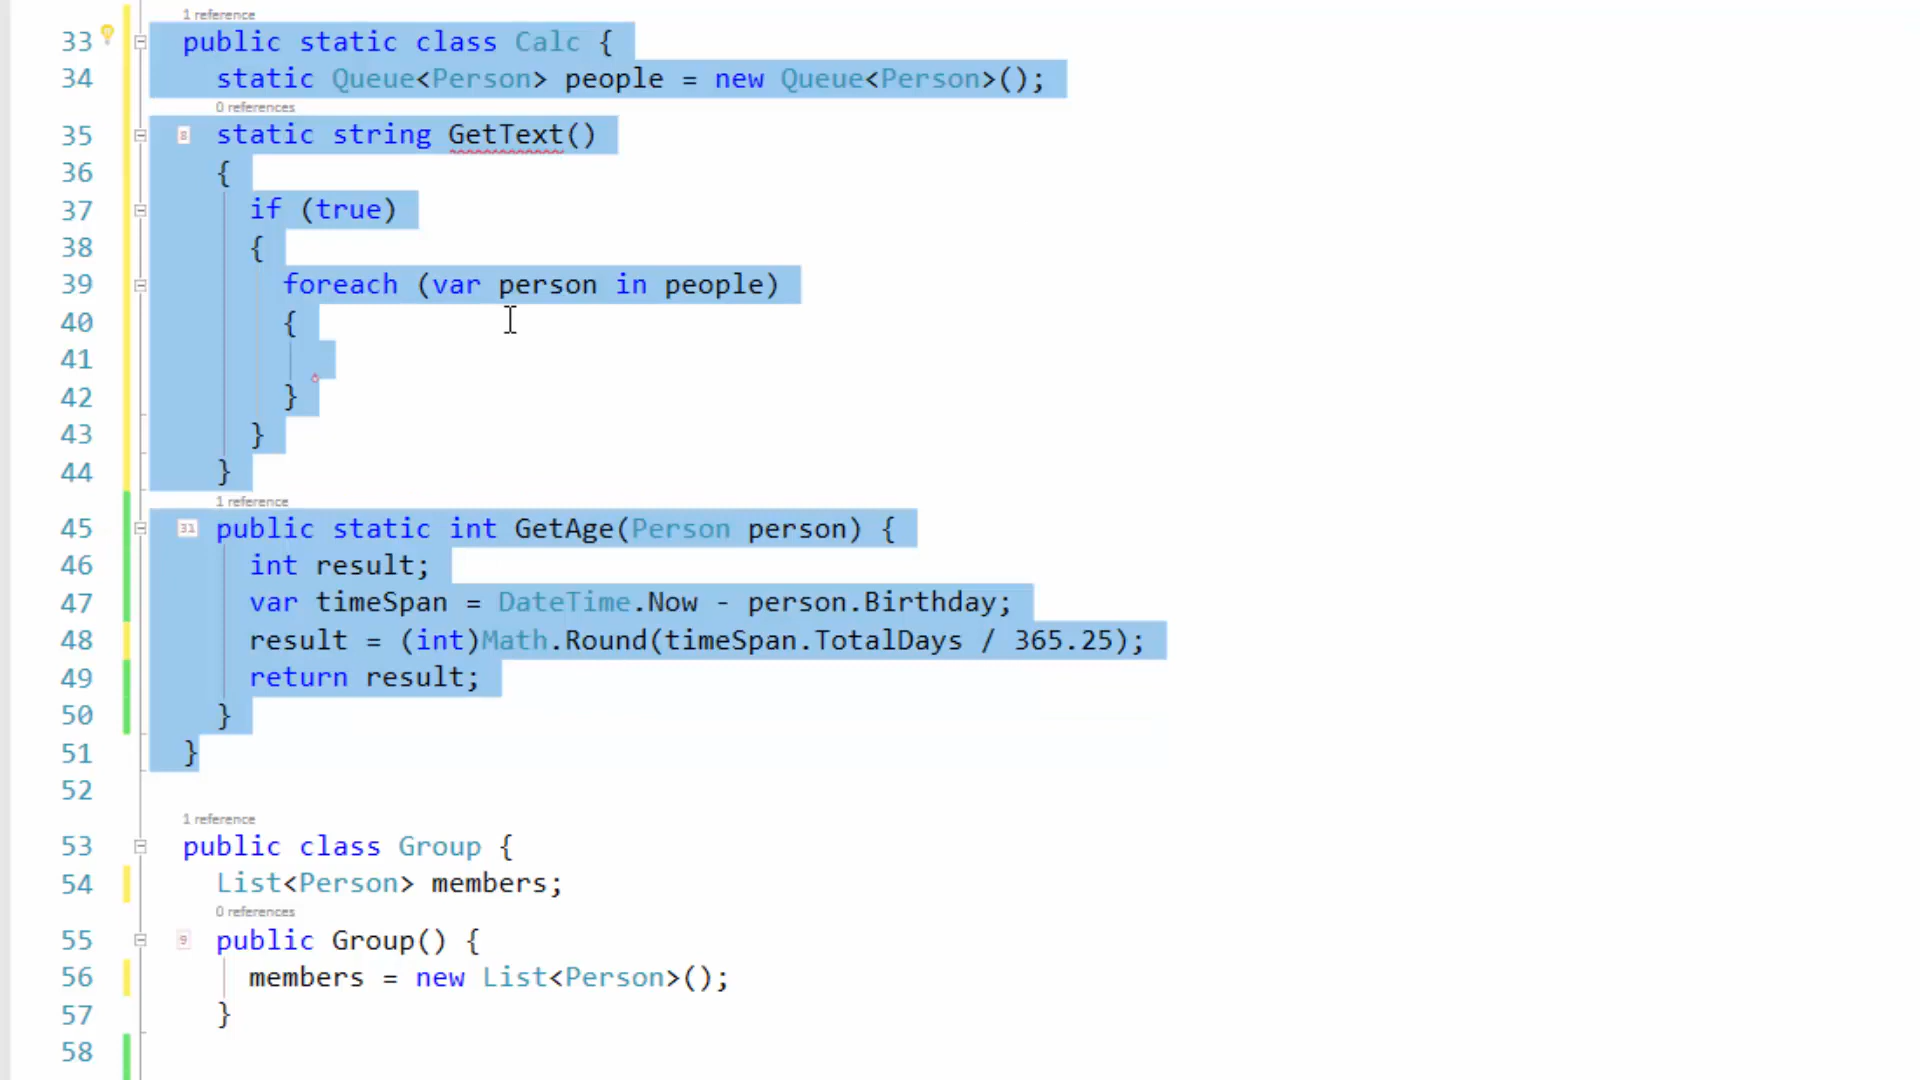 1 reference
33 public static class Calc {
34 static Queue<Person> people = new Queue<Person>();
0 references
35 8 static string GetText()
36 {
37 if (true)
38 {
39 foreach (var person in people)
40 {
41
42 }
43 }
44 }
1 reference
45 31 public static int GetAge(Person person) {
46 int result;
47 var timeSpan = DateTime.Now - person.Birthday;
48 result = (int)Math.Round(timeSpan.TotalDays / 365.25);
49 return result;
50 }
51 }
52
1 reference
53 public class Group {
54 List<Person> members;
0 references
55 9 public Group() {
56 members = new List<Person>();
57 }
58